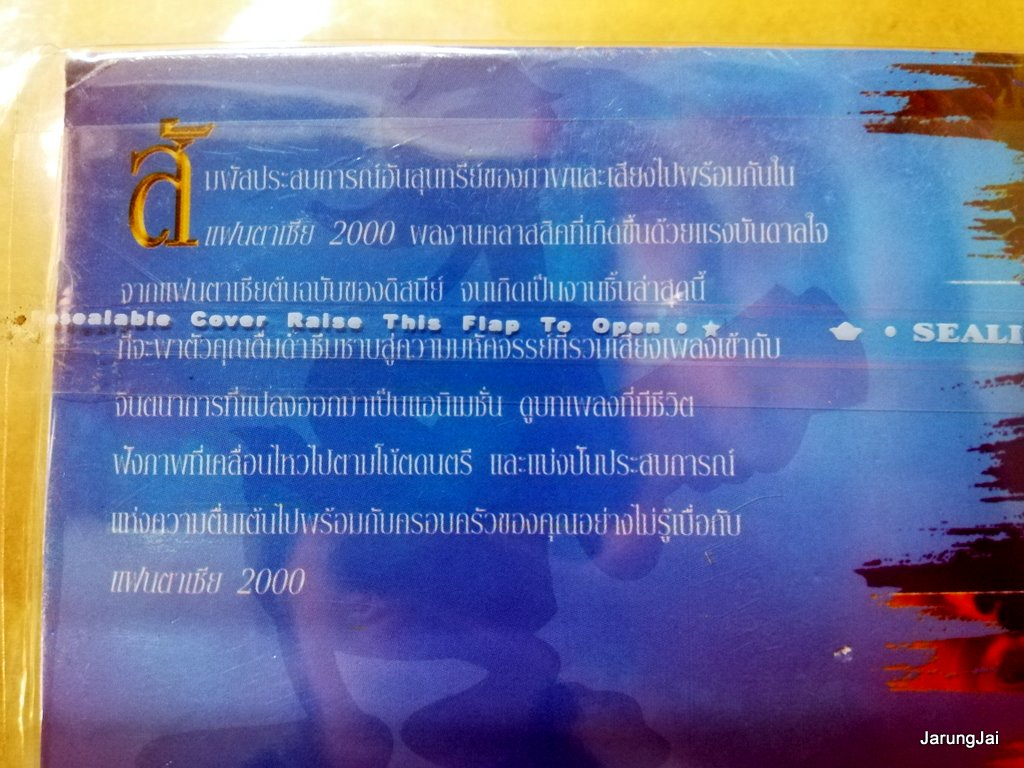 สัมผัสประสบการณ์อันสุนทรีย์ของภาพและเสียงไปพร้อมกันใน
แฟนตาเซีย 2000 ผลงานคลาสสิคที่เกิดขึ้นด้วยแรงบันดาลใจ
จากแฟนตาเซียต้นฉบับของดิสนีย์ จนเกิดเป็นงานชิ้นล่าสุดนี้
Resealable Cover Raise This Flap To Open • ★
• SEALI
ที่จะพาตัวคุณดื่มด่ำซึมซาบสู่ความมหัศจรรย์ที่รวมเสียงเพลงเข้ากับ
จินตนาการที่แปลงออกมาเป็นแอนิเมชั่น ดูบทเพลงที่มีชีวิต
ฟังภาพที่เคลื่อนไหวไปตามโน้ตดนตรี และแบ่งปันประสบการณ์
แห่งความตื่นเต้นไปพร้อมกับครอบครัวของคุณอย่างไม่รู้เบื่อกับ
แฟนตาเซีย 2000
JarungJai